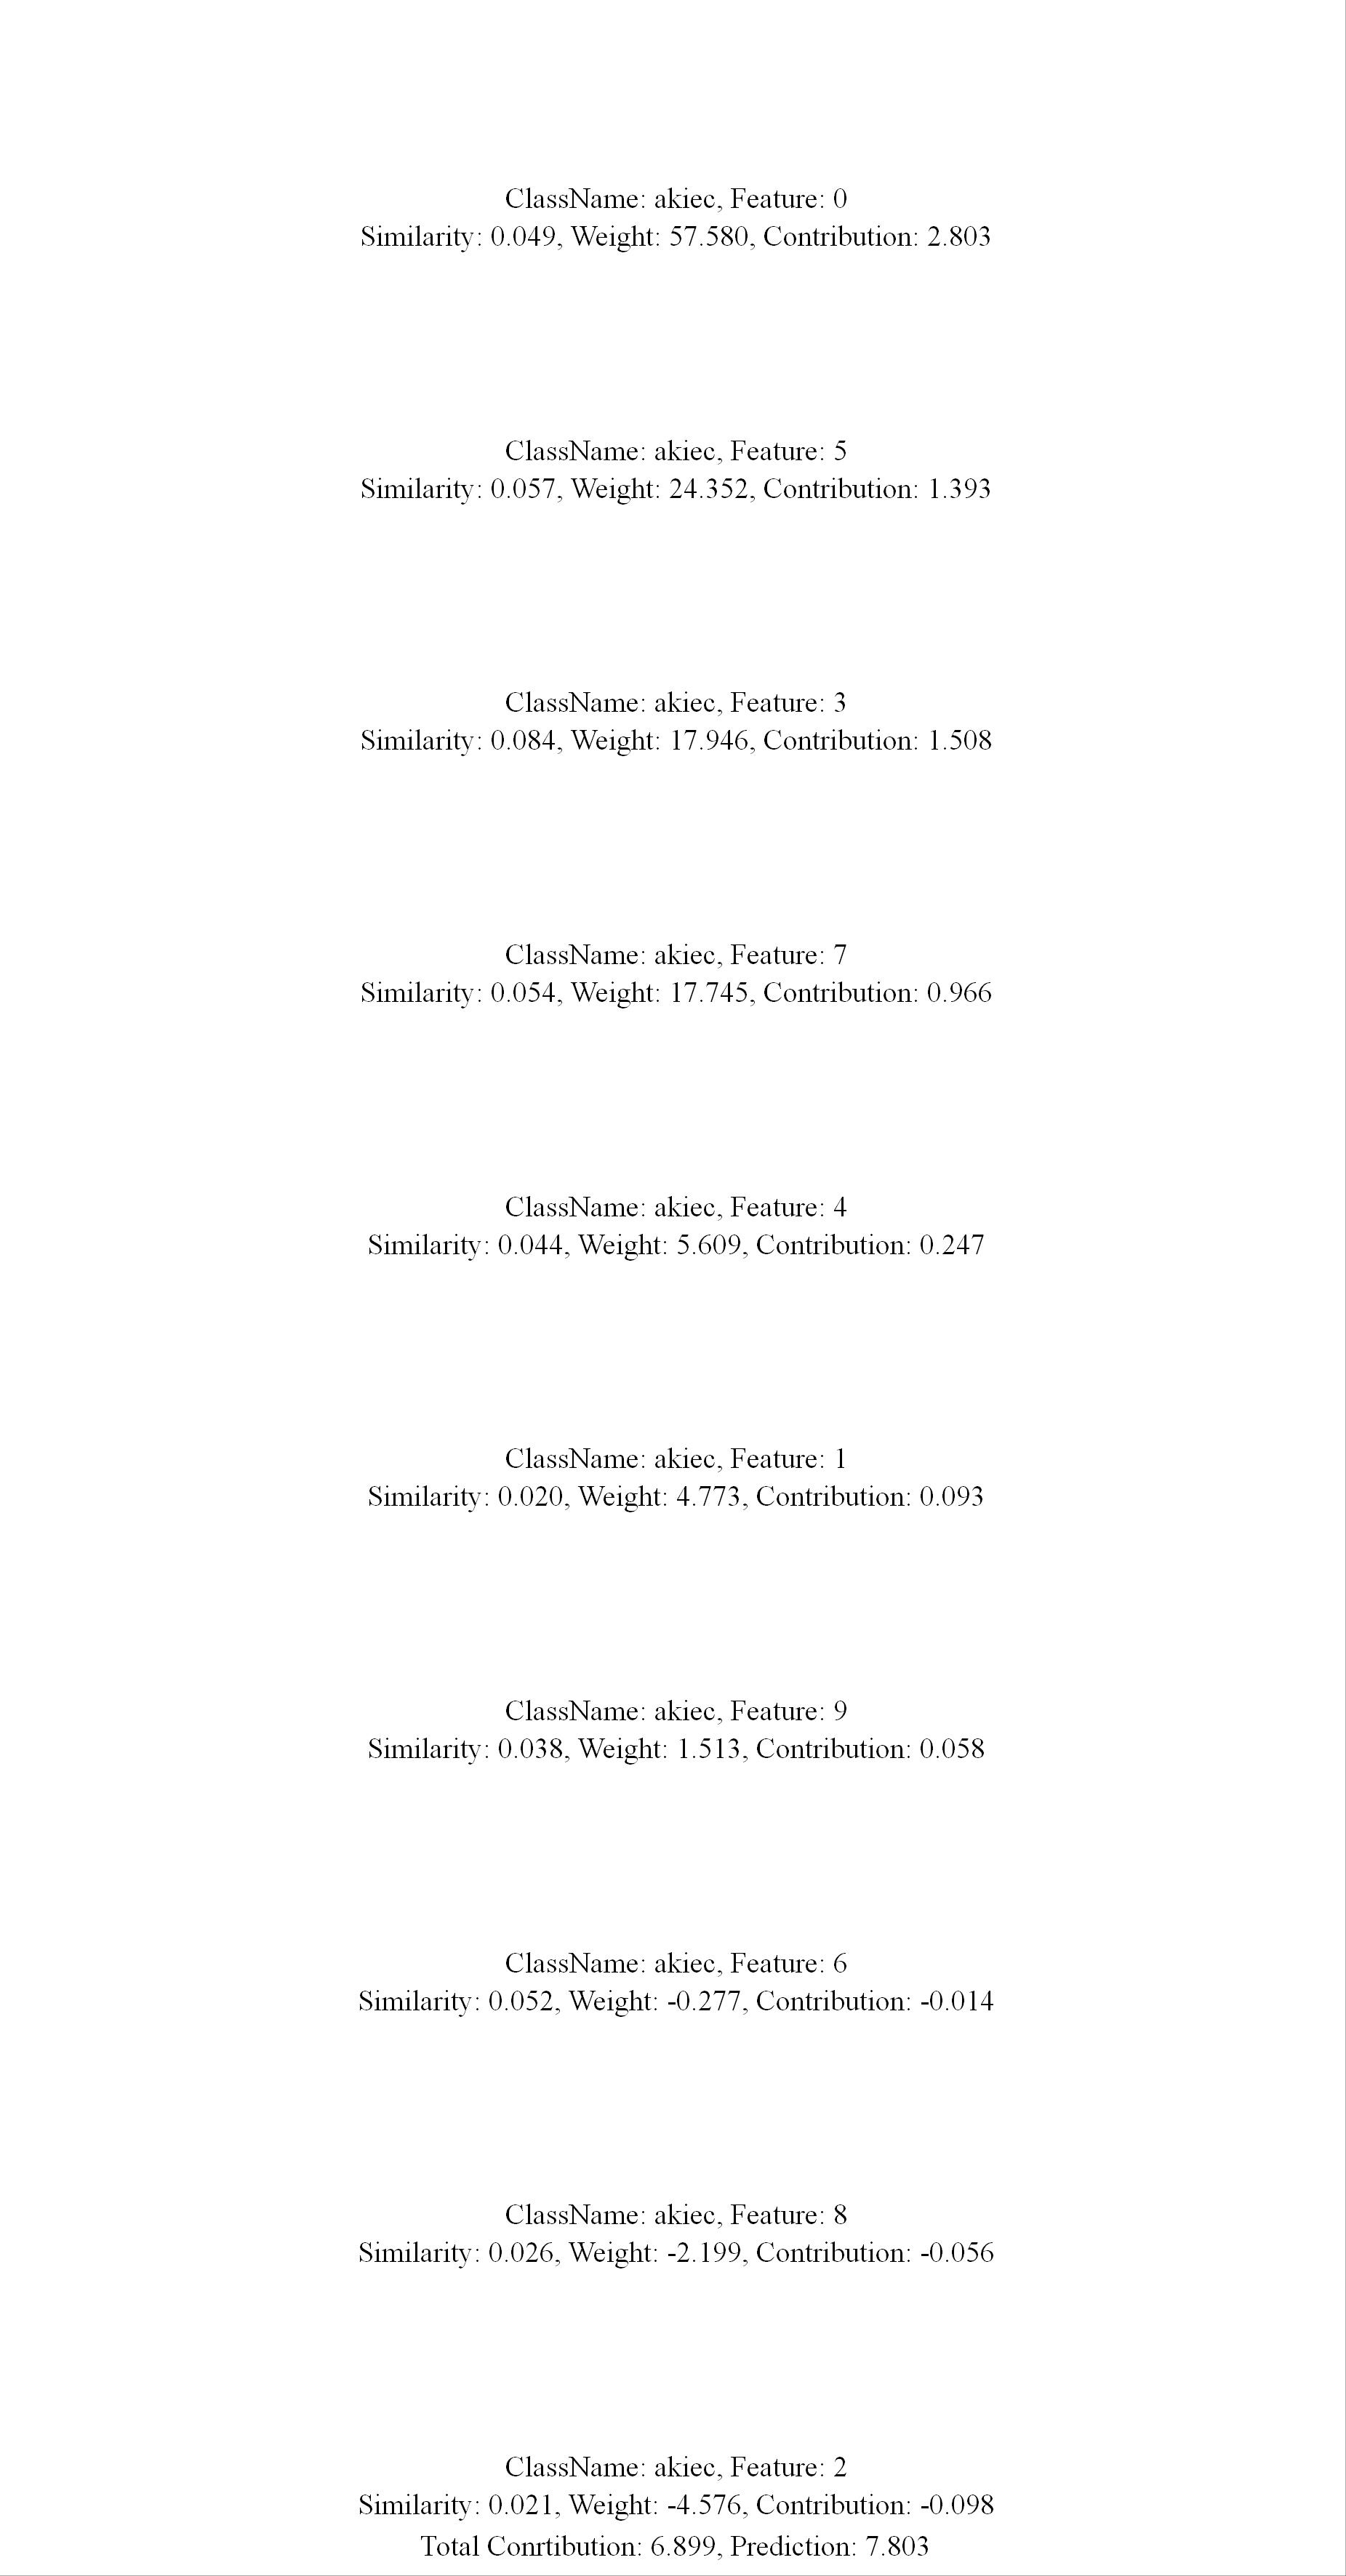 ClassName: akiec, Feature: 0
Similarity: 0.049, Weight: 57.580, Contribution: 2.803
ClassName: akiec, Feature: 5
Similarity: 0.057, Weight: 24.352, Contribution: 1.393
ClassName: akiec, Feature: 3
Similarity: 0.084, Weight: 17.946, Contribution: 1.508
ClassName: akiec, Feature: 7
Similarity: 0.054, Weight: 17.745, Contribution: 0.966
ClassName: akiec, Feature: 4
Similarity: 0.044, Weight: 5.609, Contribution: 0.247
ClassName: akiec, Feature: 1
Similarity: 0.020, Weight: 4.773, Contribution: 0.093
ClassName: akiec, Feature: 9
Similarity: 0.038, Weight: 1.513, Contribution: 0.058
ClassName: akiec, Feature: 6
Similarity: 0.052, Weight: -0.277, Contribution: -0.014
ClassName: akiec, Feature: 8
Similarity: 0.026, Weight: -2.199, Contribution: -0.056
ClassName: akiec, Feature: 2
Similarity: 0.021, Weight: -4.576, Contribution: -0.098
Total Conrtibution: 6.899, Prediction: 7.803